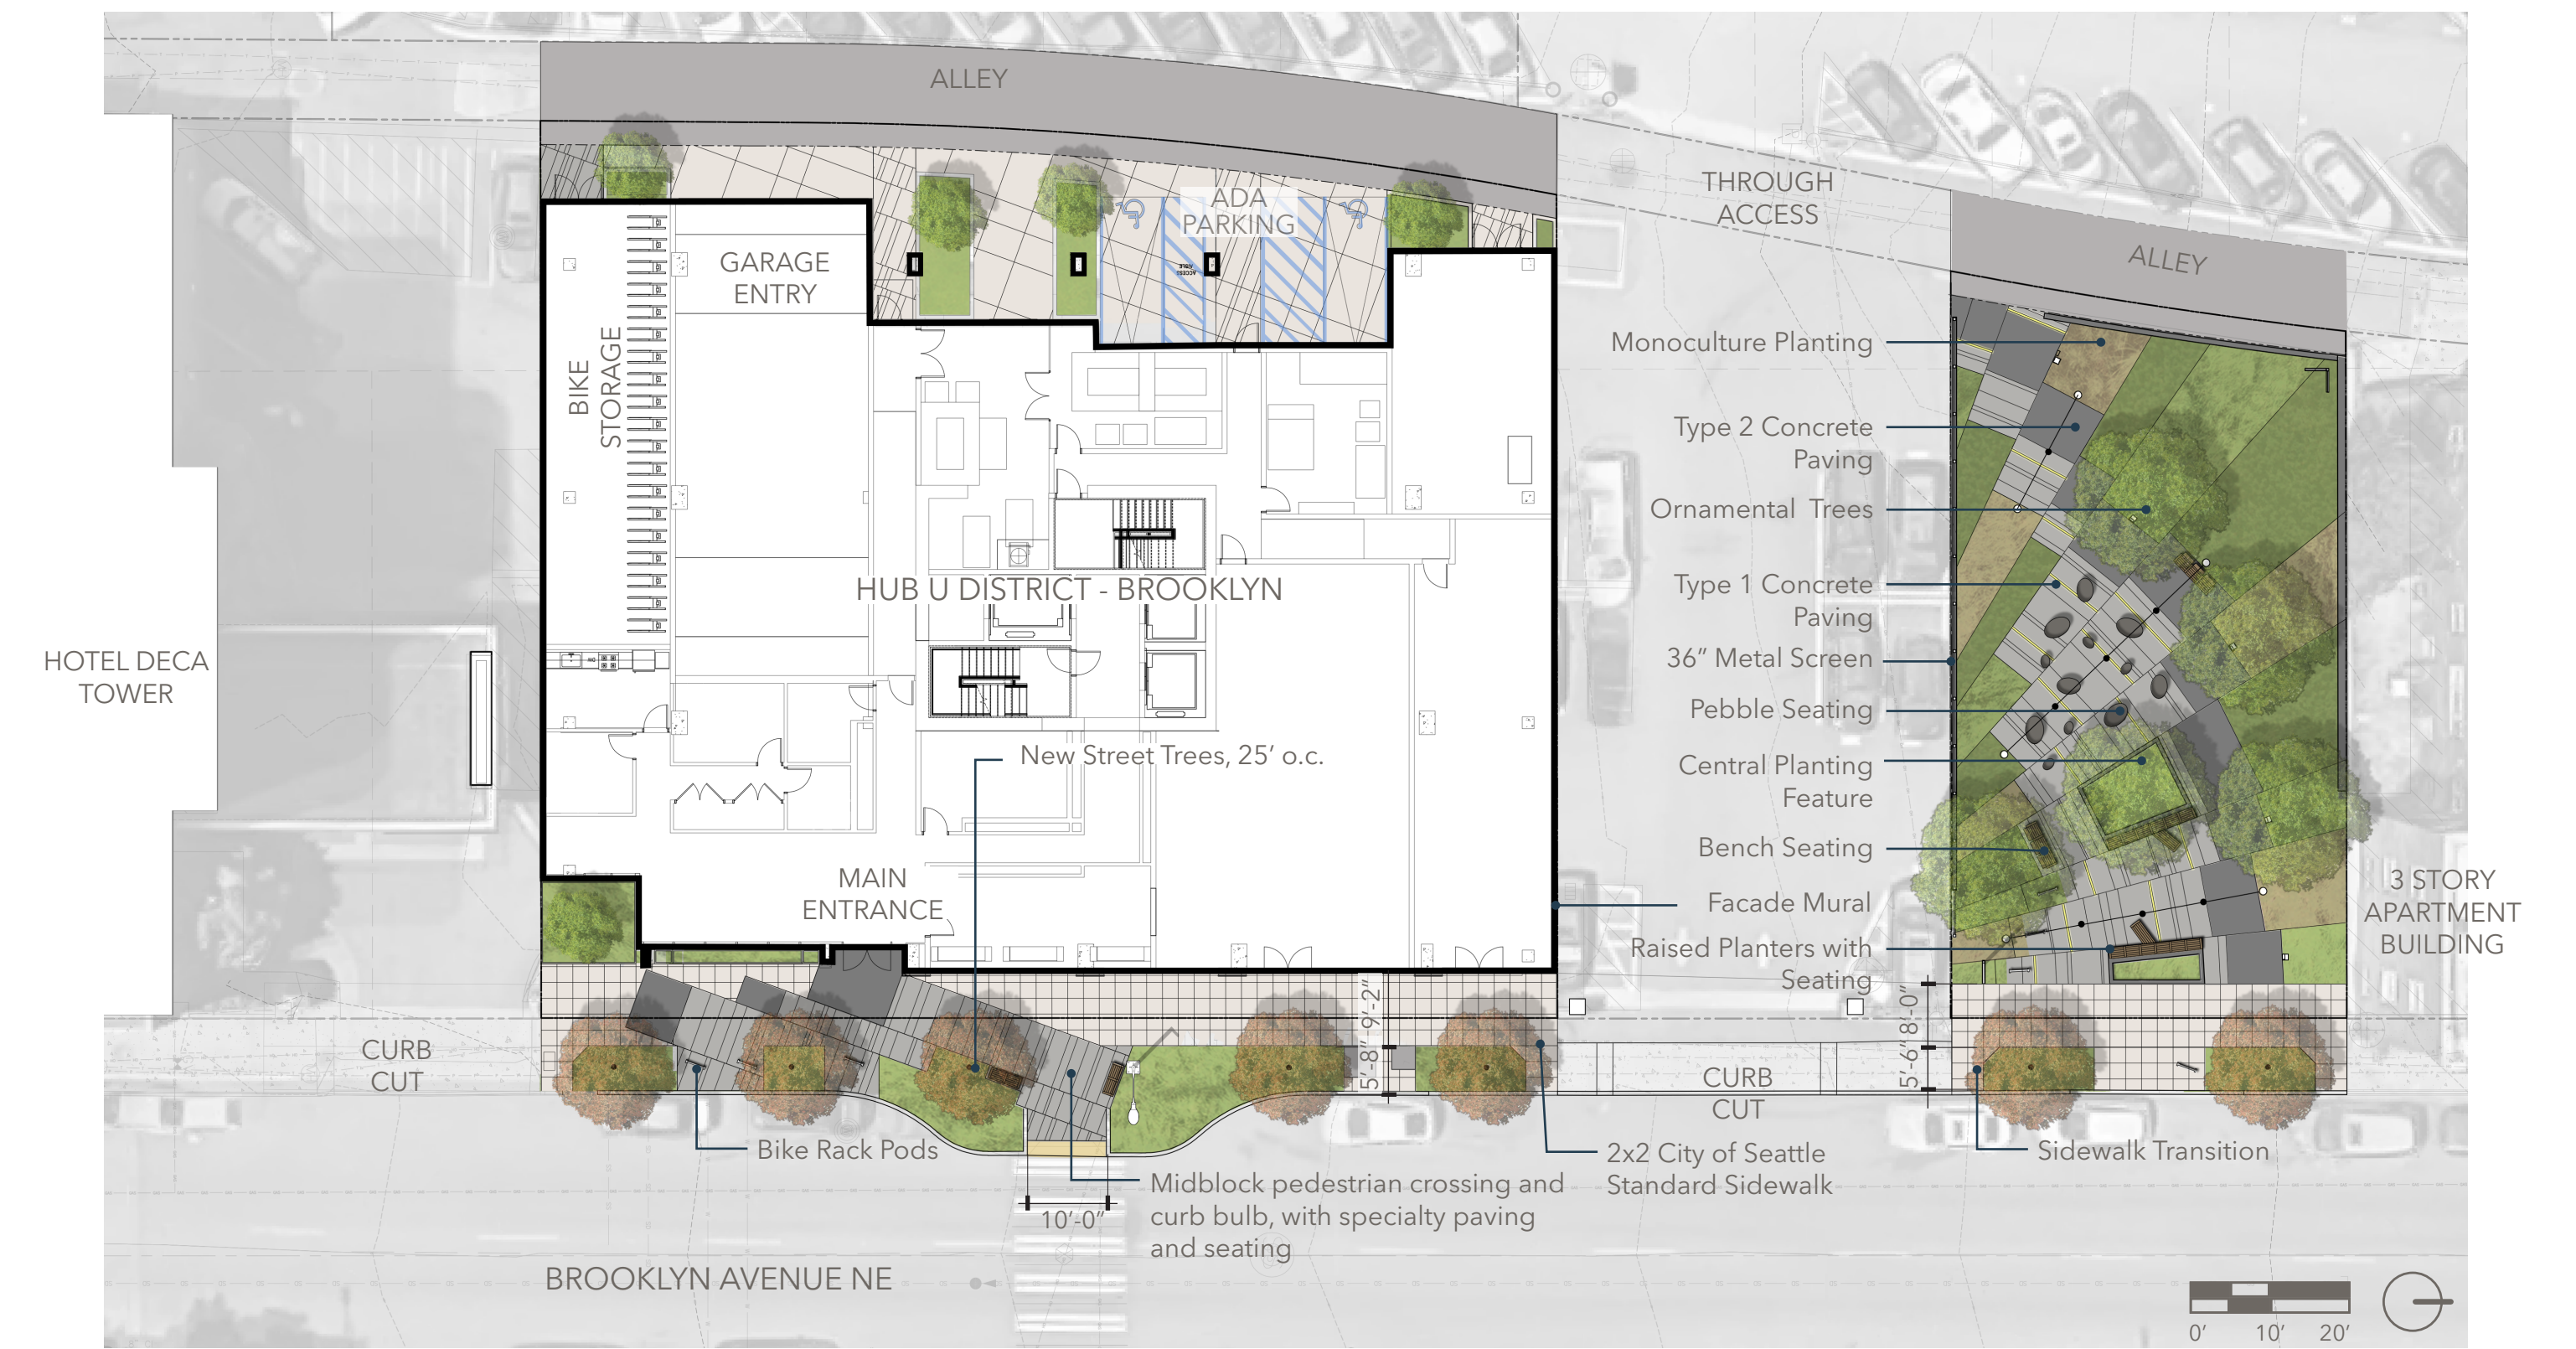 ALLEY
THROUGH
ACCESS
ADA
PARKING
ALLEY
GARAGE
ENTRY
ACCESS
AISLE
BIKE
STORAGE
Monoculture Planting
Type 2 Concrete
Paving
Ornamental Trees
Type 1 Concrete
Paving
36” Metal Screen
Pebble Seating
Central Planting
Feature
Bench Seating
Facade Mural
Raised Planters with
Seating
HUB U DISTRICT - BROOKLYN
HOTEL DECA
TOWER
New Street Trees, 25’ o.c.
MAIN
ENTRANCE
3 STORY
APARTMENT
BUILDING
9’-2”
5’-8”
8’-0”
5’-6”
CURB
CUT
CURB
CUT
Bike Rack Pods
Midblock pedestrian crossing and
curb bulb, with specialty paving
and seating
2x2 City of Seattle
Standard Sidewalk
Sidewalk Transition
10’-0”
BROOKLYN AVENUE NE
0’ 10’ 20’